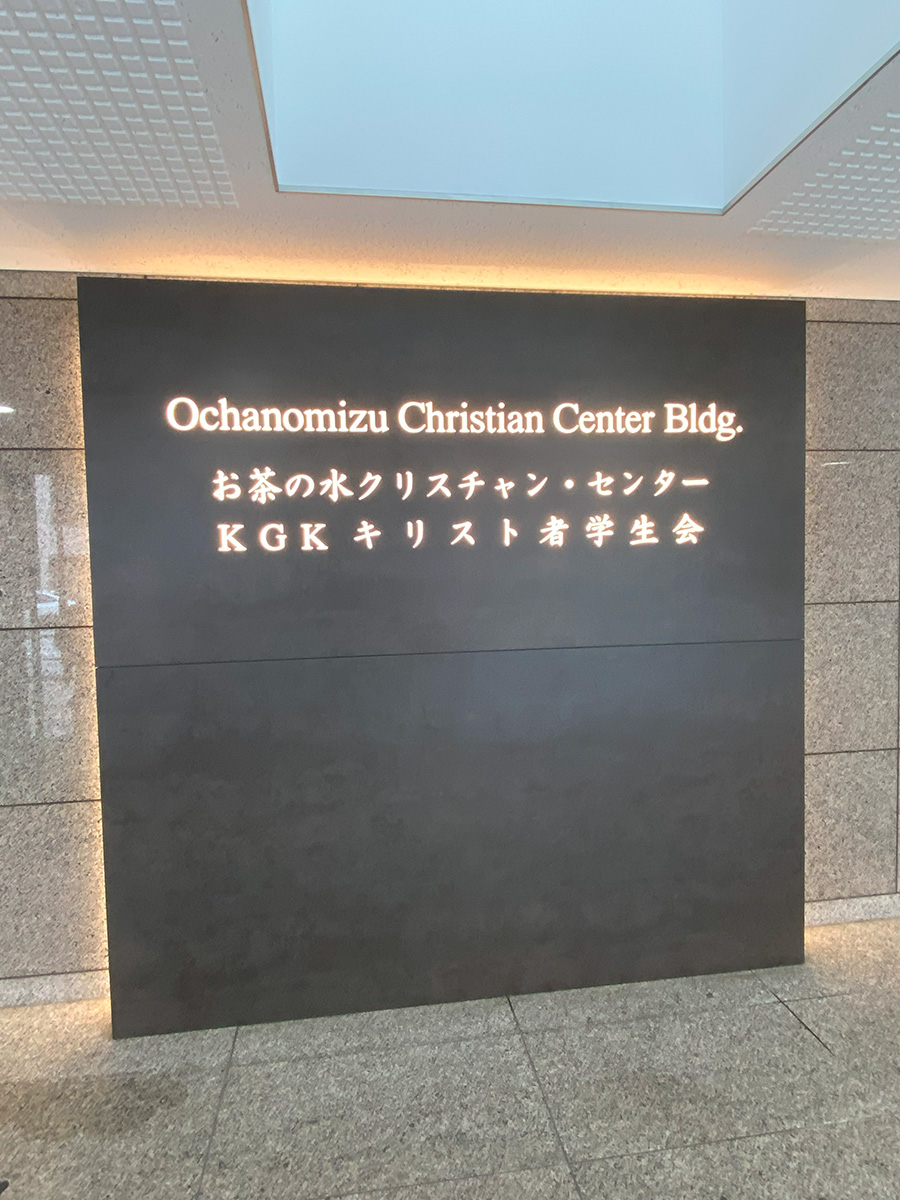 Ochanomizu Christian Center Bldg.
お茶の水クリスチャン・センター
KGK キリスト者学生会